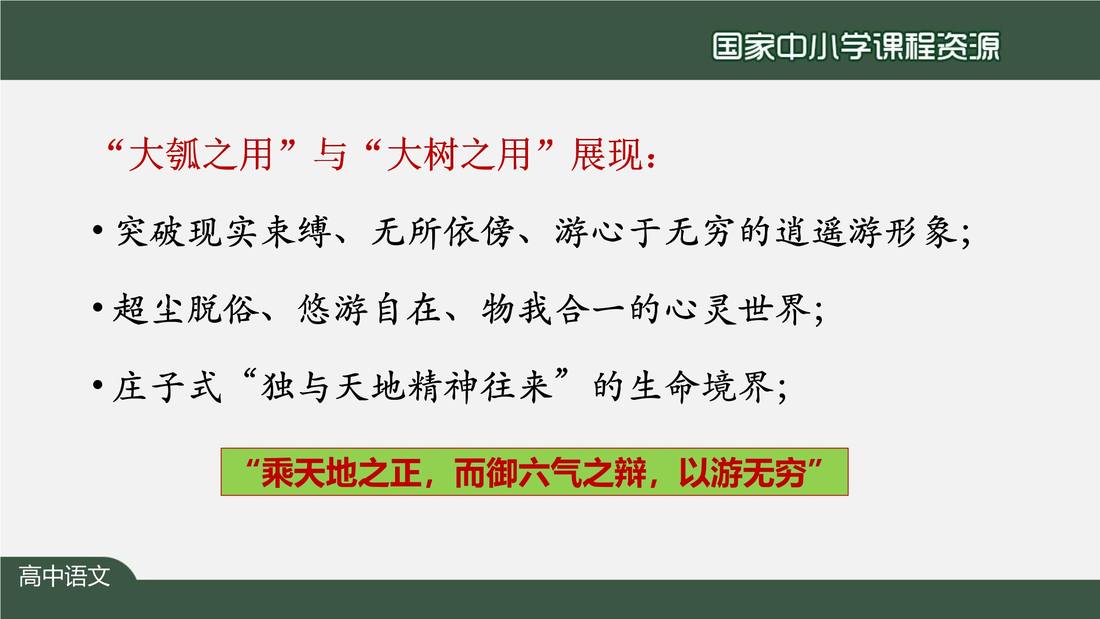 国家中小学课程资源
“大瓠之用”与“大树之用”展现：
•突破现实束缚、无所依傍、游心于无穷的逍遥游形象；
•超尘脱俗、悠游自在、物我合一的心灵世界；
•庄子式“独与天地精神往来”的生命境界；
“乘天地之正，而御六气之辩，以游无穷”
高中语文